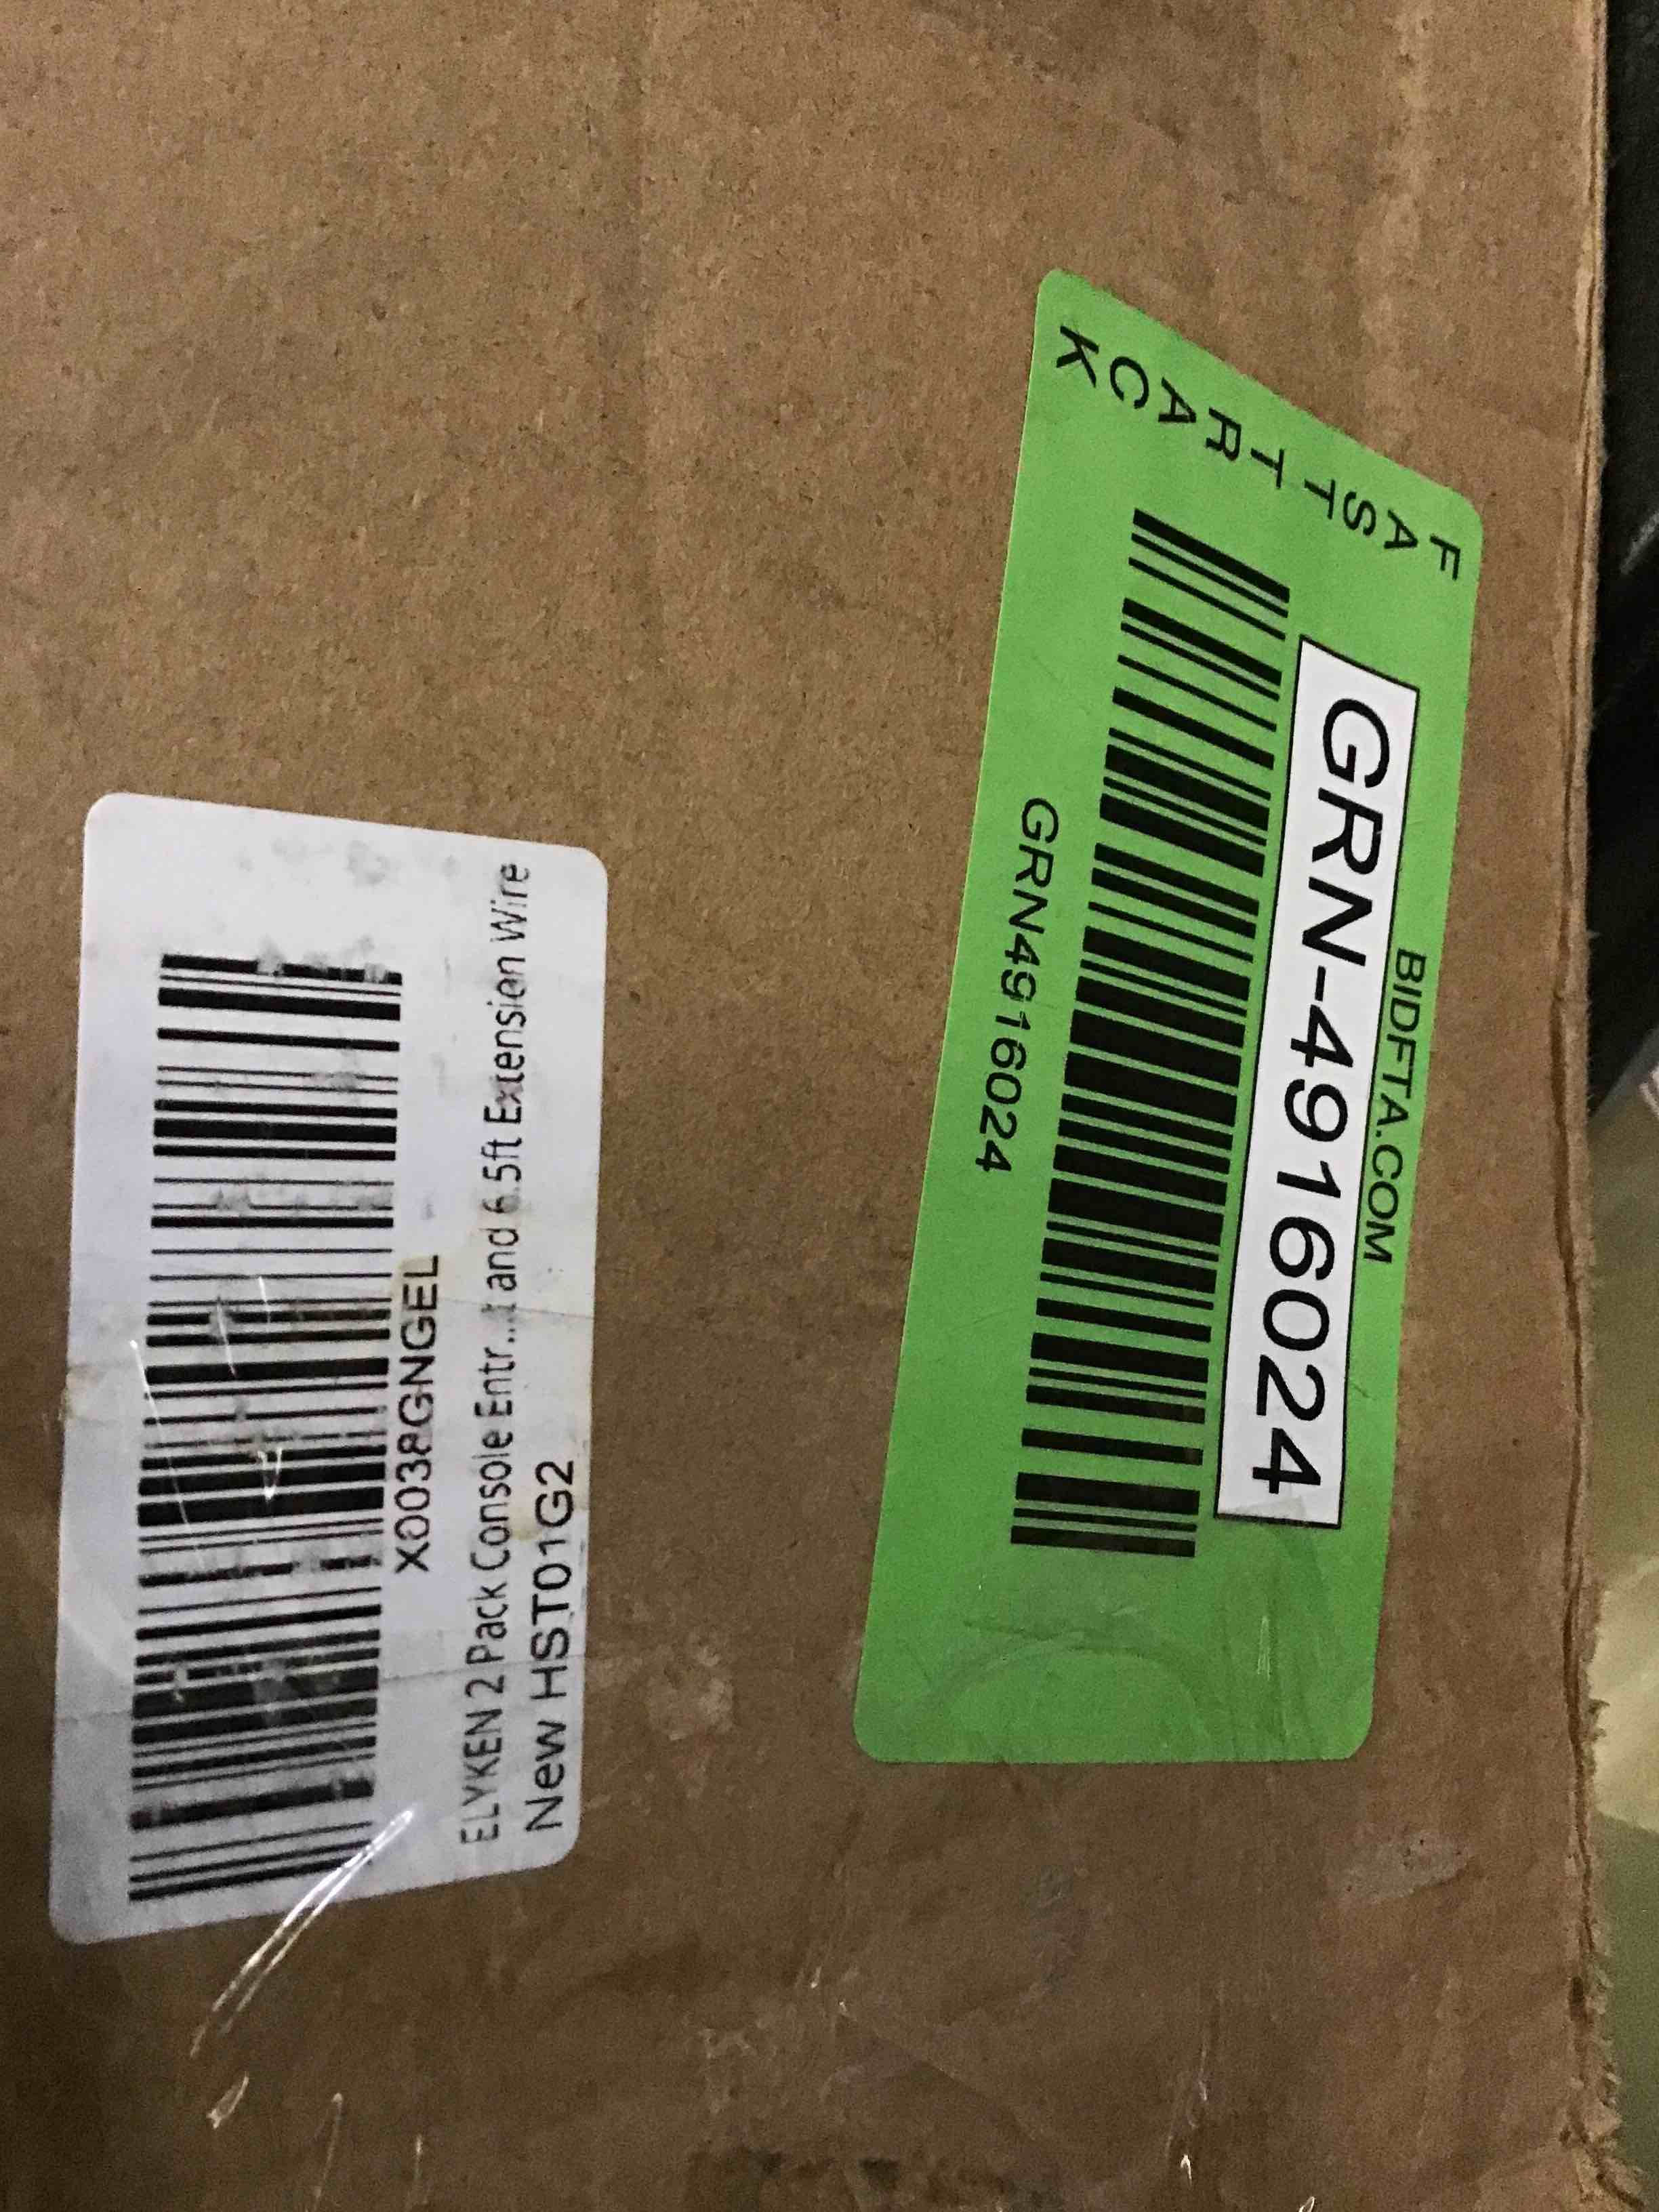 X0038GNGEL
ELYKEN 2 Pack Console Entr...t and 6.5ft Extension Wire
New HST01G2
BIDFTA.COM
GRN-4916024
GRN4916024
FAST
TRACK